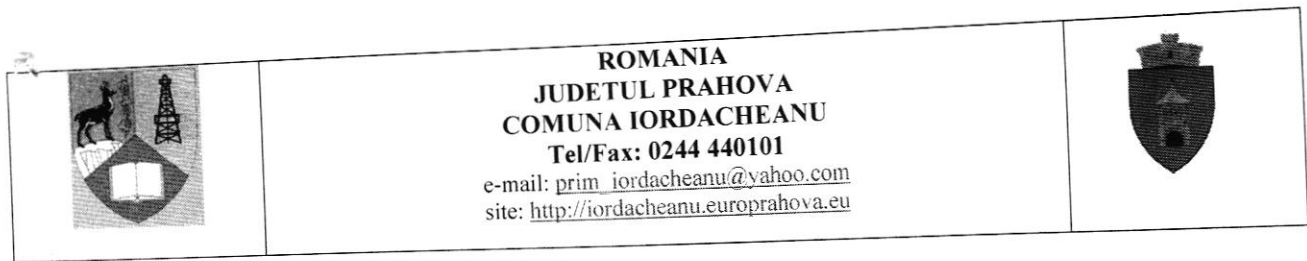 ROMANIA
JUDETUL PRAHOVA
COMUNA IORDACHEANU
Tel/Fax: 0244 440101
e-mail: prim_iordacheanu@yahoo.com
site: http://iordacheanu.europrahova.eu